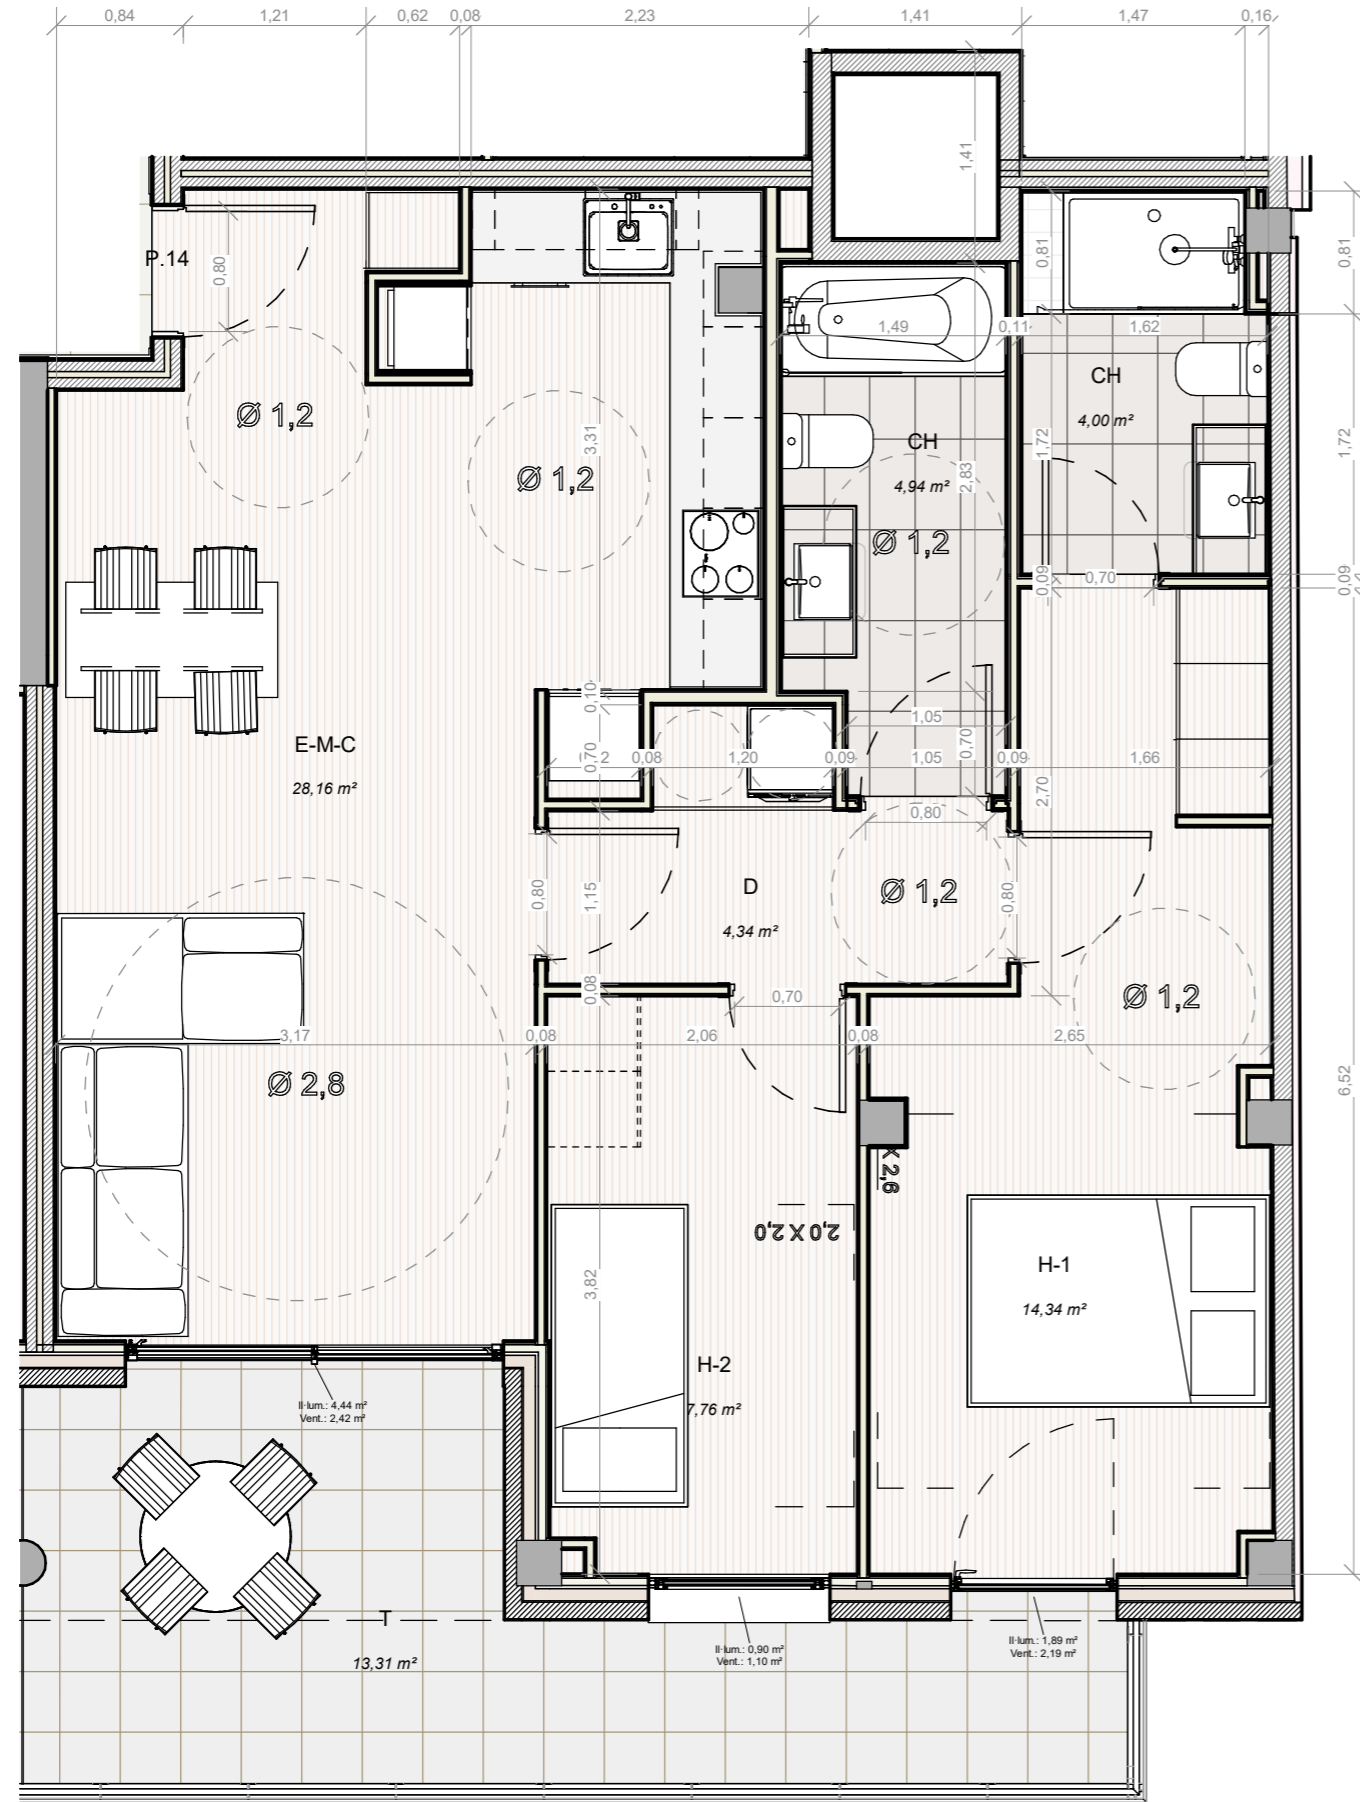 0,84 1,21 0,62 0,08 2,23 1,41 1,47 0,16
1,41
P.14
0,80
0,81
0,81
1,49
0,11
1,62
CH
4,00 m²
Ø 1,2
3,31
Ø 1,2
CH
4,94 m²
2,83
1,72
1,72
Ø 1,2
0,09
0,70
0,09
0,10
1,05
E-M-C
28,16 m²
0,70
2
0,08
1,20
0,09
1,05
0,70
0,09
1,66
2,70
0,80
0,80
1,15
D
4,34 m²
Ø 1,2
0,80
0,08
0,70
Ø 1,2
3,17
0,08
2,06
0,08
2,65
Ø 2,8
6,52
X 2,6
2,0 X 2,0
3,82
H-1
14,34 m²
H-2
7,76 m²
Il·lum.: 4,44 m²
Vent.: 2,42 m²
T
13,31 m²
Il·lum.: 0,90 m²
Vent.: 1,10 m²
Il·lum.: 1,89 m²
Vent.: 2,19 m²